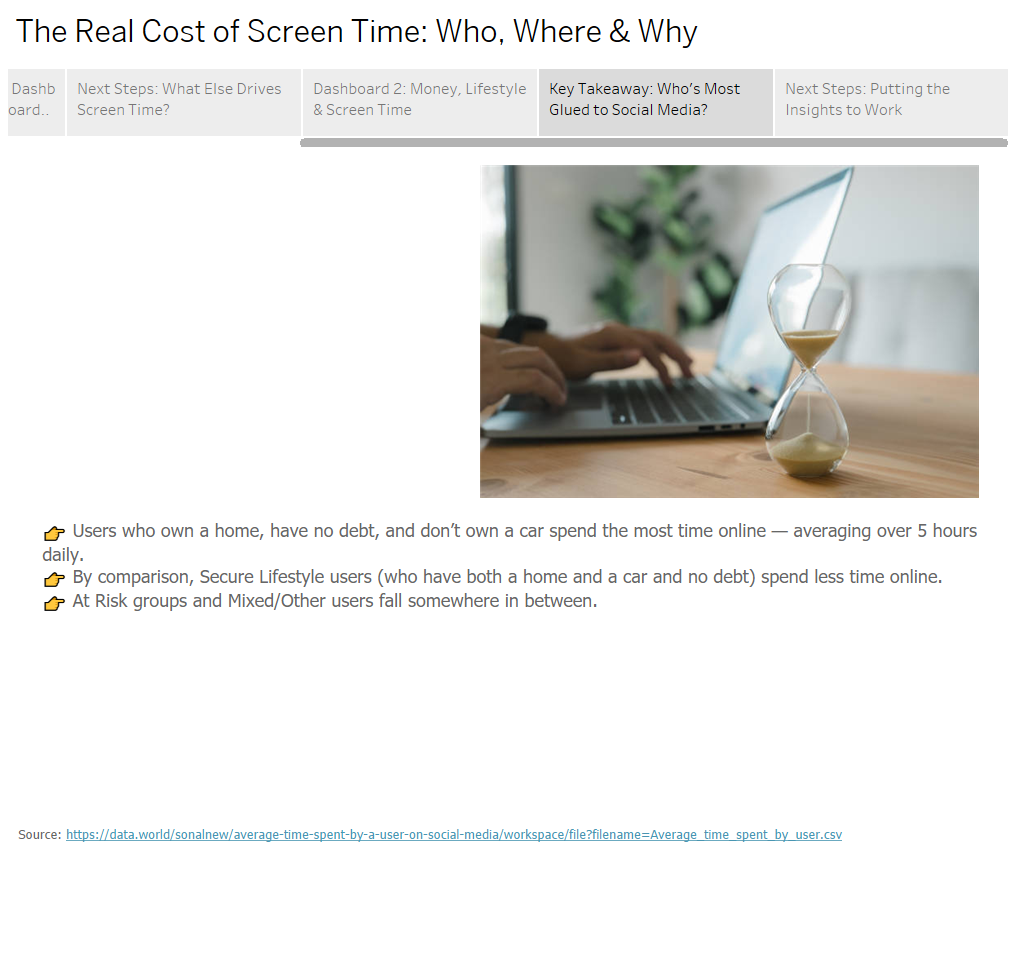 The Real Cost of Screen Time: Who, Where & Why
Dashb
oard..
Next Steps: What Else Drives
Screen Time?
Dashboard 2: Money, Lifestyle
& Screen Time
Key Takeaway: Who’s Most
Glued to Social Media?
Next Steps: Putting the
Insights to Work
👉 Users who own a home, have no debt, and don’t own a car spend the most time online — averaging over 5 hours
daily.
👉 By comparison, Secure Lifestyle users (who have both a home and a car and no debt) spend less time online.
👉 At Risk groups and Mixed/Other users fall somewhere in between.
Source: https://data.world/sonalnew/average-time-spent-by-a-user-on-social-media/workspace/file?filename=Average_time_spent_by_user.csv